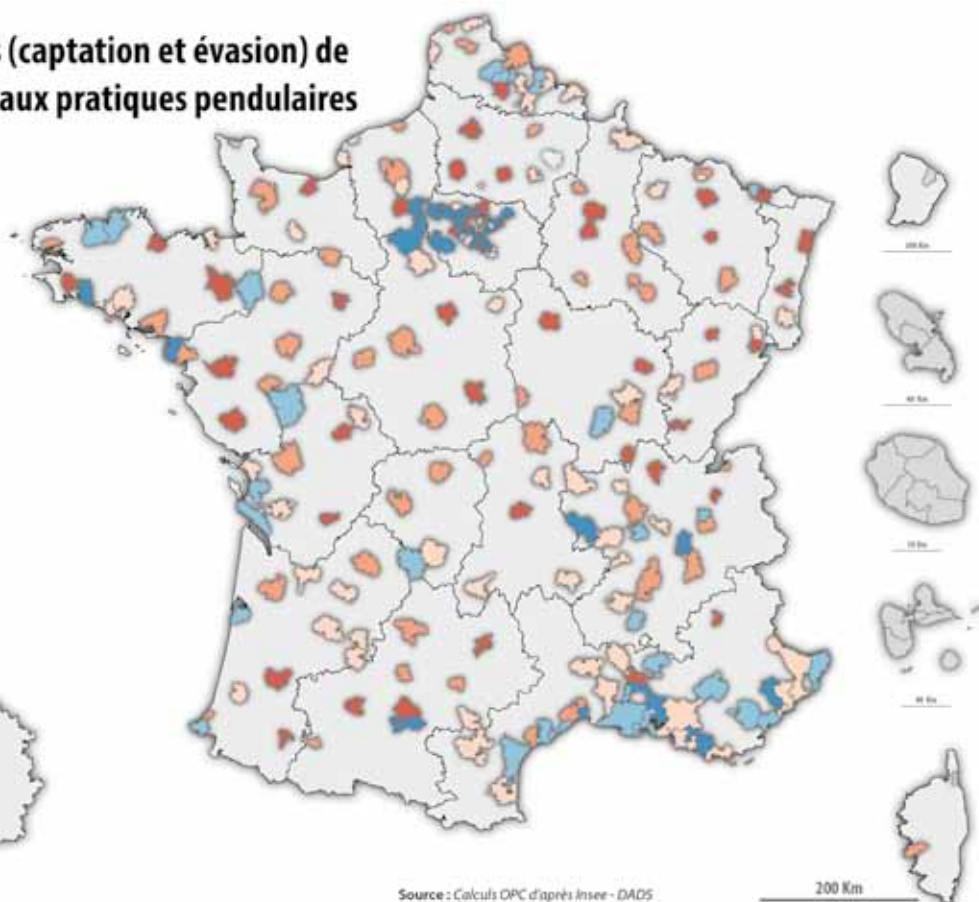 s (captation et évasion) de
aux pratiques pendulaires
Source : Calculs OPC d'après Insee - DADS
200 Km